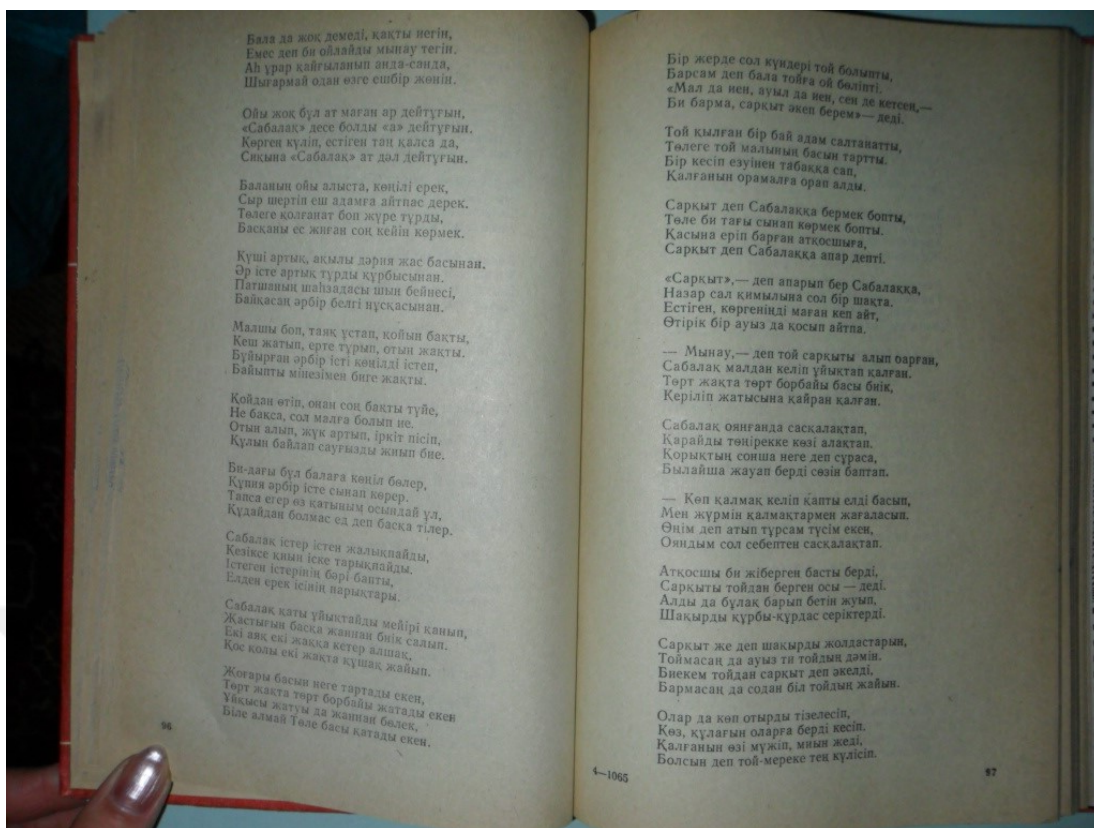 Бала да жоқ демеді, қақты иегін,
Емес деп би ойлайды мынау тегін.
Аһ ұрар қайғыланып анда-санда,
Шығармай одан өзге ешбір жөнін.
Ойы жоқ бұл ат маған ар дейтұғын,
«Сабалақ» десе болды «а» дейтұғын.
Көрген күліп, естіген таң қалса да,
Сиқына «Сабалақ» ат дәл дейтұғын.
Баланың ойы алыста, көңілі ерек,
Сыр шертіп еш адамға айтпас дерек.
Төлеге қолғанат боп жүре тұрды,
Басқаны ес жиған соң кейін көрмек.
Күші артық, ақылы дария жас басынан.
Әр істе артық тұрды құрбысынан.
Патшаның шаһзадасы шын бейнесі,
Байқасаң әрбір белгі нұсқасынан.
Малшы боп, таяқ ұстап, қойын бақты,
Кеш жатып, ерте тұрып, отын жақты.
Бұйырған әрбір істі көңілді істеп,
Байыпты мінезімен биге жақты.
Қойдан өтіп, онан соң бақты түйе,
Не бақса, сол малға болып ие.
Отын алып, жүк артып, іркіт пісіп,
Құлын байлап сауғызды жиып бие.
Би-дағы бұл балаға көңіл бөлер,
Құпия әрбір істе сынап көрер.
Тапса егер өз қатыным осындай ұл,
Құдайдан болмас ед деп басқа тілер.
Сабалақ істер істен жалықпайды,
Кезіксе қиын іске тарықпайды.
Істеген істерінің бәрі бапты,
Елден ерек ісінің парықтары.
Сабалақ қаты ұйықтайды мейірі қанып,
Жастығын басқа жаннан биік салып.
Екі аяқ екі жаққа кетер алшақ,
Қос қолы екі жақта құшақ жайып.
Жоғары басын неге тартады екен,
Төрт жақта төрт борбайы жатады екен
Ұйқысы жатуы да жаннан бөлек,
Біле алмай Төле басы қатады екен.
96
Бір жерде сол күндері той болыпты,
Барсам деп бала тойға ой бөліпті.
«Мал да иен, ауыл да иен, сен де кетсең,—
Би барма, сарқыт әкеп берем»— деді.
Той қылған бір бай адам салтанатты,
Төлеге той малының басын тартты.
Бір кесіп езуінен табаққа сап,
Қалғанын орамалға орап алды.
Сарқыт деп Сабалаққа бермек бопты,
Төле би тағы сынап көрмек бопты.
Қасына еріп барған атқосшыға,
Сарқыт деп Сабалаққа апар депті.
«Сарқыт»,— деп апарып бер Сабалаққа,
Назар сал қимылына сол бір шақта.
Естіген, көргеніңді маған кеп айт,
Өтірік бір ауыз да қосып айтпа.
— Мынау,— деп той сарқыты алып барған,
Сабалақ малдан келіп ұйықтап қалған.
Төрт жақта төрт борбайы басы биік,
Керіліп жатысына қайран қалған.
Сабалақ оянғанда сасқалақтап,
Қарайды төңірекке көзі алақтап.
Қорықтың сонша неге деп сұраса,
Былайша жауап берді сөзін баптап.
— Көп қалмақ келіп қапты елді басып,
Мен жүрмін қалмақтармен жағаласып.
Өңім деп атып тұрсам түсім екен,
Ояндым сол себептен сасқалақтап.
Атқосшы би жіберген басты берді,
Сарқыты тойдан берген осы — деді.
Алды да бұлақ барып бетін жуып,
Шақырды құрбы-құрдас серіктерді.
Сарқыт же деп шақырды жолдастарын,
Тоймасаң да ауыз ти тойдың дәмін.
Биекем тойдан сарқыт деп әкелді,
Бармасаң да содан біл тойдың жайын.
Олар да көп отырды тізелесіп,
Көз, құлағын оларға берді кесіп.
Қалғанын өзі мүжіп, миын жеді,
Болсын деп той-мереке тең күлісіп.
4—1065
97